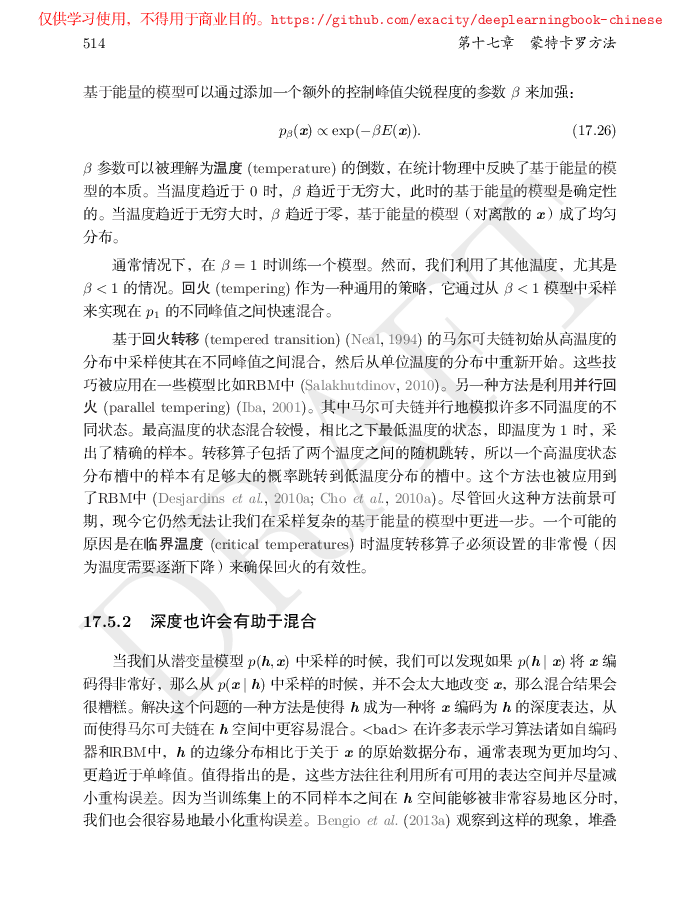 仅供学习使用，不得用于商业目的。https://github.com/exacity/deeplearningbook-chinese
514 第十七章 蒙特卡罗方法
基于能量的模型可以通过添加一个额外的控制峰值尖锐程度的参数 β 来加强：
pβ(x) ∝ exp(−βE(x)). (17.26)
β 参数可以被理解为温度 (temperature) 的倒数，在统计物理中反映了基于能量的模
型的本质。当温度趋近于 0 时，β 趋近于无穷大，此时的基于能量的模型是确定性
的。当温度趋近于无穷大时，β 趋近于零，基于能量的模型（对离散的 x）成了均匀
分布。
通常情况下，在 β = 1 时训练一个模型。然而，我们利用了其他温度，尤其是
β < 1 的情况。回火 (tempering) 作为一种通用的策略，它通过从 β < 1 模型中采样
来实现在 p₁ 的不同峰值之间快速混合。
基于回火转移 (tempered transition) (Neal, 1994) 的马尔可夫链初始从高温度的
分布中采样使其在不同峰值之间混合，然后从单位温度的分布中重新开始。这些技
巧被应用在一些模型比如RBM中 (Salakhutdinov, 2010)。另一种方法是利用并行回
火 (parallel tempering) (Iba, 2001)。其中马尔可夫链并行地模拟许多不同温度的不
同状态。最高温度的状态混合较慢，相比之下最低温度的状态，即温度为 1 时，采
出了精确的样本。转移算子包括了两个温度之间的随机跳转，所以一个高温度状态
分布槽中的样本有足够大的概率跳转到低温度分布的槽中。这个方法也被应用到
了RBM中 (Desjardins et al., 2010a; Cho et al., 2010a)。尽管回火这种方法前景可
期，现今它仍然无法让我们在采样复杂的基于能量的模型中更进一步。一个可能的
原因是在临界温度 (critical temperatures) 时温度转移算子必须设置的非常慢（因
为温度需要逐渐下降）来确保回火的有效性。
17.5.2 深度也许会有助于混合
当我们从潜变量模型 p(h, x) 中采样的时候，我们可以发现如果 p(h | x) 将 x 编
码得非常好，那么从 p(x | h) 中采样的时候，并不会太大地改变 x，那么混合结果会
很糟糕。解决这个问题的一种方法是使得 h 成为一种将 x 编码为 h 的深度表达，从
而使得马尔可夫链在 h 空间中更容易混合。<bad> 在许多表示学习算法诸如自编码
器和RBM中，h 的边缘分布相比于关于 x 的原始数据分布，通常表现为更加均匀、
更趋近于单峰值。值得指出的是，这些方法往往利用所有可用的表达空间并尽量减
小重构误差。因为当训练集上的不同样本之间在 h 空间能够被非常容易地区分时，
我们也会很容易地最小化重构误差。Bengio et al. (2013a) 观察到这样的现象，堆叠
DRAFT